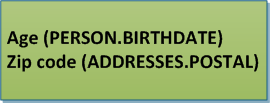 Age (PERSON.BIRTHDATE)
Zip code (ADDRESSES.POSTAL)